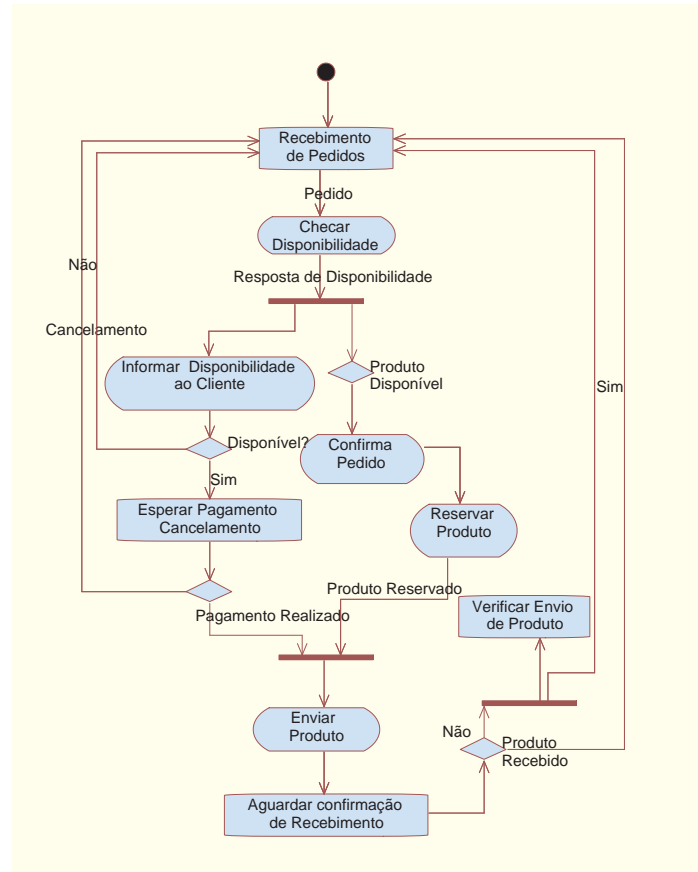 Recebimento
de Pedidos
Pedido
Checar
Disponibilidade
Não
Resposta de Disponibilidade
Cancelamento
Informar Disponibilidade
ao Cliente
Produto
Disponível
Sim
Disponível?
Confirma
Pedido
Sim
Esperar Pagamento
Cancelamento
Reservar
Produto
Produto Reservado
Pagamento Realizado
Verificar Envio
de Produto
Enviar
Produto
Não
Produto
Recebido
Aguardar confirmação
de Recebimento